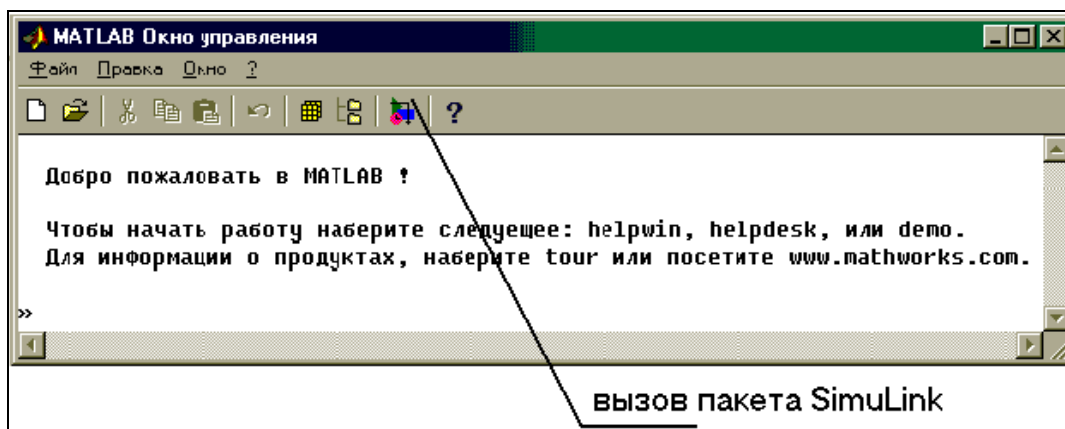 MATLAB Окно управления
Файл Правка Окно ?
?
Добро пожаловать в MATLAB !
Чтобы начать работу наберите следуещее: helpwin, helpdesk, или demo.
Для информации о продуктах, наберите tour или посетите www.mathworks.com.
»
вызов пакета SimuLink